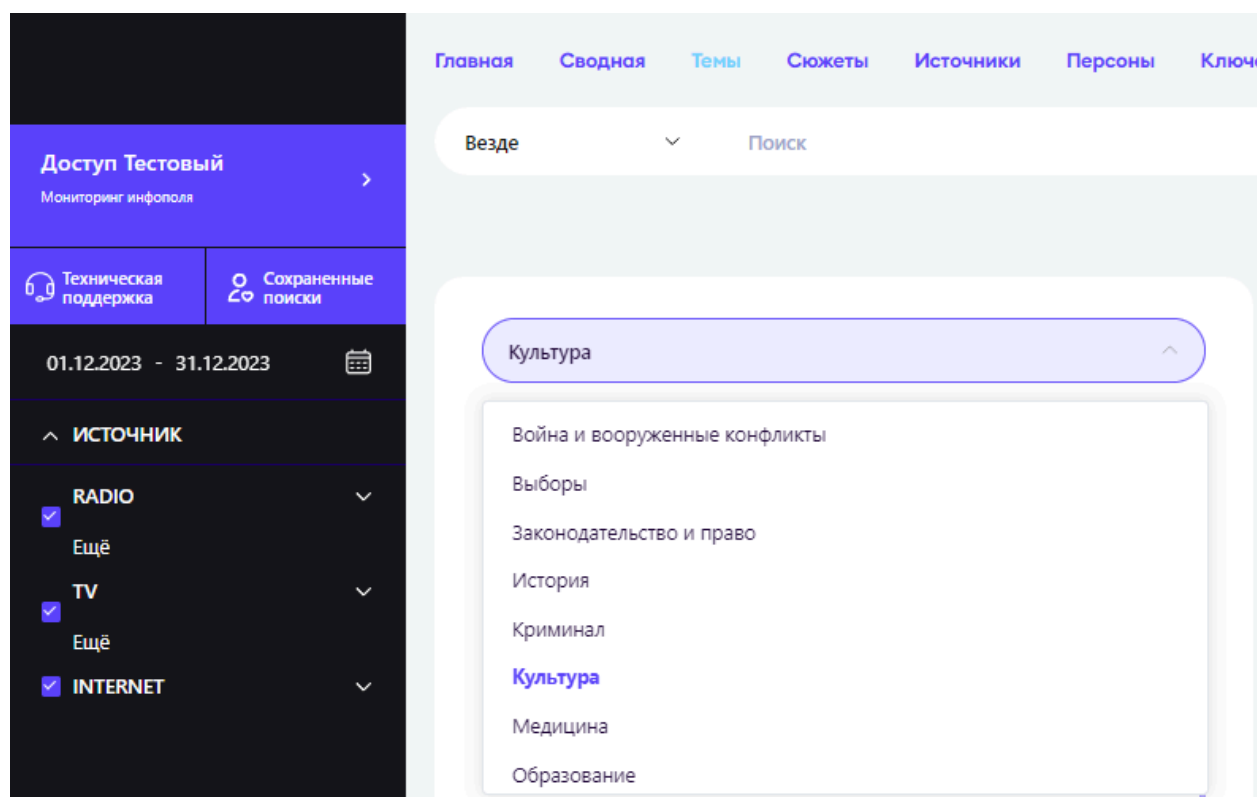 Главная Сводная Темы Сюжеты Источники Персоны
Везде Поиск
Доступ Тестовый
Мониторинг инфополя
Техническая поддержка
Сохраненные поиски
01.12.2023 - 31.12.2023
ИСТОЧНИК
RADIO
Ещё
TV
Ещё
INTERNET
Культура
Война и вооруженные конфликты
Выборы
Законодательство и право
История
Криминал
Культура
Медицина
Образование